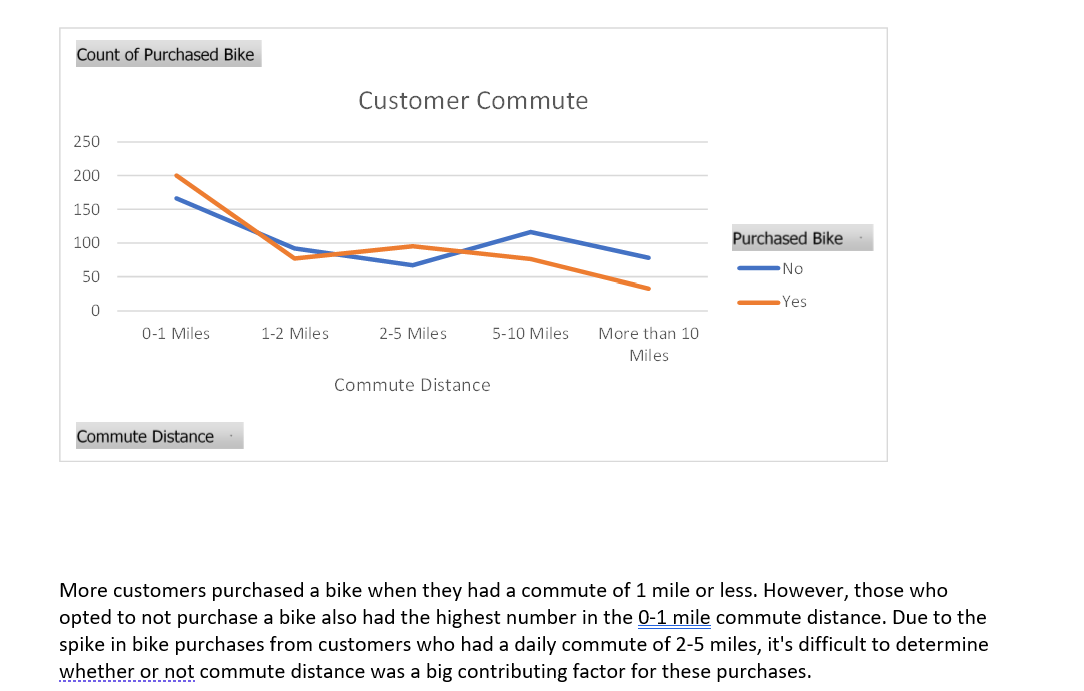 Count of Purchased Bike
Customer Commute
250
200
150
100
50
0
0-1 Miles
1-2 Miles
2-5 Miles
5-10 Miles
More than 10
Miles
Commute Distance
Purchased Bike
No
Yes
Commute Distance
More customers purchased a bike when they had a commute of 1 mile or less. However, those who
opted to not purchase a bike also had the highest number in the 0-1 mile commute distance. Due to the
spike in bike purchases from customers who had a daily commute of 2-5 miles, it's difficult to determine
whether or not commute distance was a big contributing factor for these purchases.